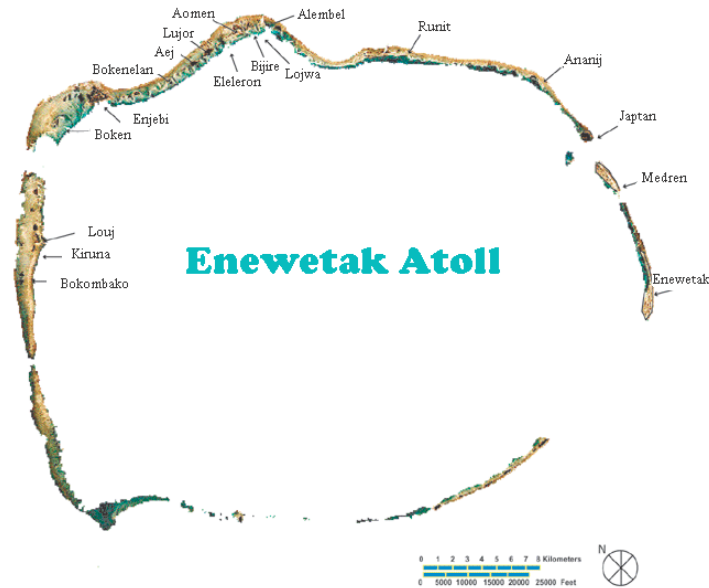 Aomen
Alembel
Lujor
Runit
Aej
Bijire
Ananij
Bokenelan
Lojwa
Eleleron
Enjebi
Japtan
Boken
Medren
Louj
Kiruna
Enewetak Atoll
Bokombako
Enewetak
N
0 1 2 3 4 5 6 7 8 Kilometers
0 5000 10000 15000 20000 25000 Feet